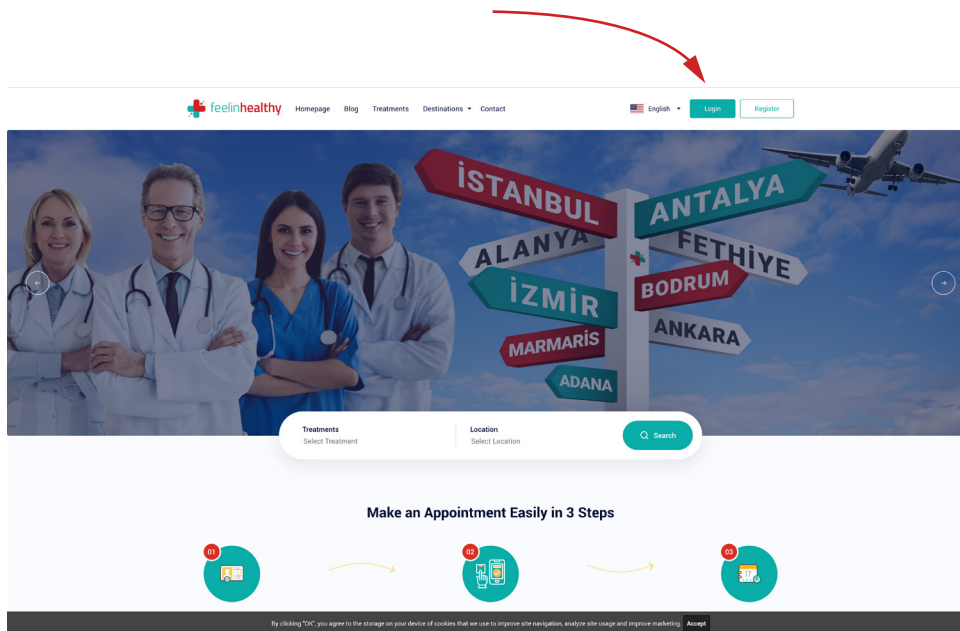 feelinhealthy Homepage Blog Treatments Destinations Contact English Login Register
İSTANBUL
ANTALYA
ALANYA
FETHİYE
İZMİR
BODRUM
MARMARİS
ANKARA
ADANA
Treatments Location
Select Treatment Select Location
Search
Make an Appointment Easily in 3 Steps
01 02 03
17
By clicking "OK", you agree to the storage on your device of cookies that we use to improve site navigation, analyze site usage and improve marketing. Accept